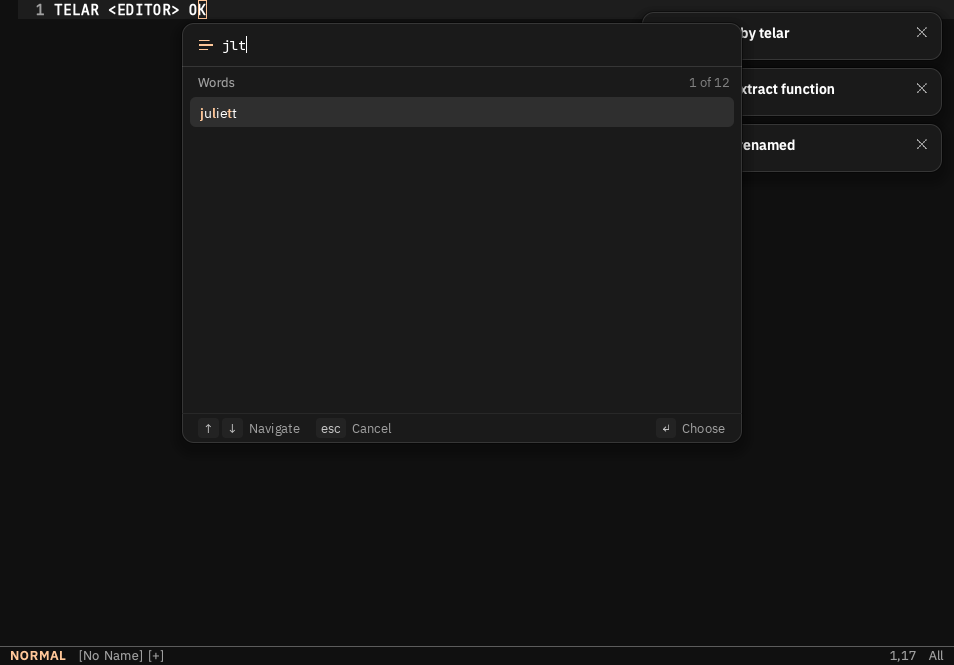 1 TELAR <EDITOR> OK
jlt
by telar
Words 1 of 12
xtract function
juliett
renamed
↑ ↓ Navigate esc Cancel ↵ Choose
NORMAL [No Name] [+] 1,17 All